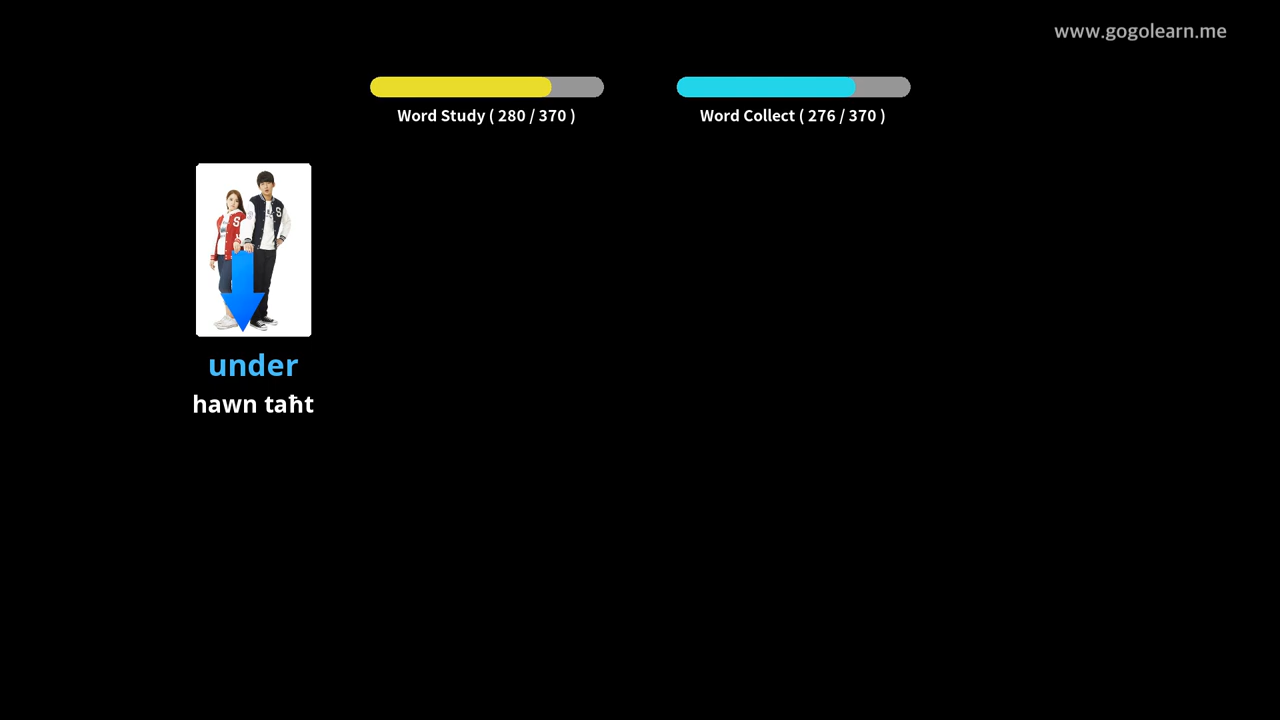 www.gogolearn.me
Word Study ( 280 / 370 )
Word Collect ( 276 / 370 )
S
S
under
hawn taħt